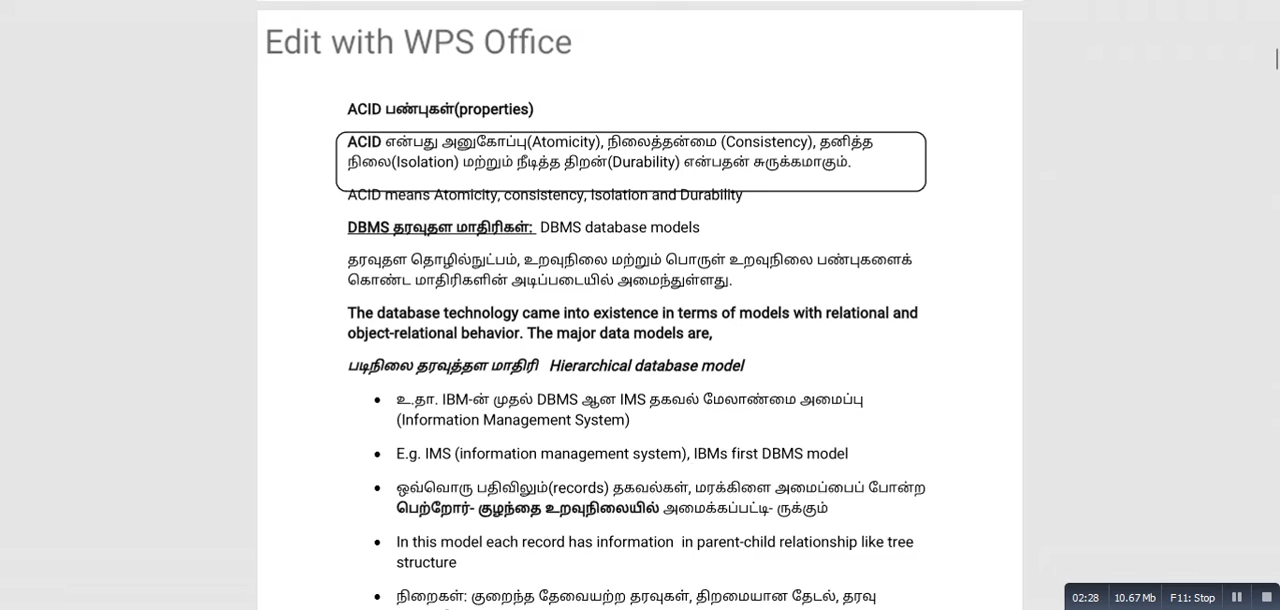 Edit with WPS Office
ACID பண்புகள்(properties)
ACID என்பது அனுகோப்பு(Atomicity), நிலைத்தன்மை (Consistency), தனித்த
நிலை(Isolation) மற்றும் நீடித்த திறன்(Durability) என்பதன் சுருக்கமாகும்.
ACID means Atomicity, consistency, Isolation and Durability
DBMS தரவுதள மாதிரிகள்: DBMS database models
தரவுதள தொழில்நுட்பம், உறவுநிலை மற்றும் பொருள் உறவுநிலை பண்புகளைக்
கொண்ட மாதிரிகளின் அடிப்படையில் அமைந்துள்ளது.
The database technology came into existence in terms of models with relational and
object-relational behavior. The major data models are,
படிநிலை தரவுத்தள மாதிரி Hierarchical database model
• உ.தா. IBM-ன் முதல் DBMS ஆன IMS தகவல் மேலாண்மை அமைப்பு
(Information Management System)
• E.g. IMS (information management system), IBMs first DBMS model
• ஒவ்வொரு பதிவிலும்(records) தகவல்கள், மரக்கிளை அமைப்பைப் போன்ற
பெற்றோர்- குழந்தை உறவுநிலையில் அமைக்கப்பட்டி- ருக்கும்
• In this model each record has information in parent-child relationship like tree
structure
• நிறைகள்: குறைந்த தேவையற்ற தரவுகள், திறமையான தேடல், தரவு
02:28 10.67 Mb F11: Stop